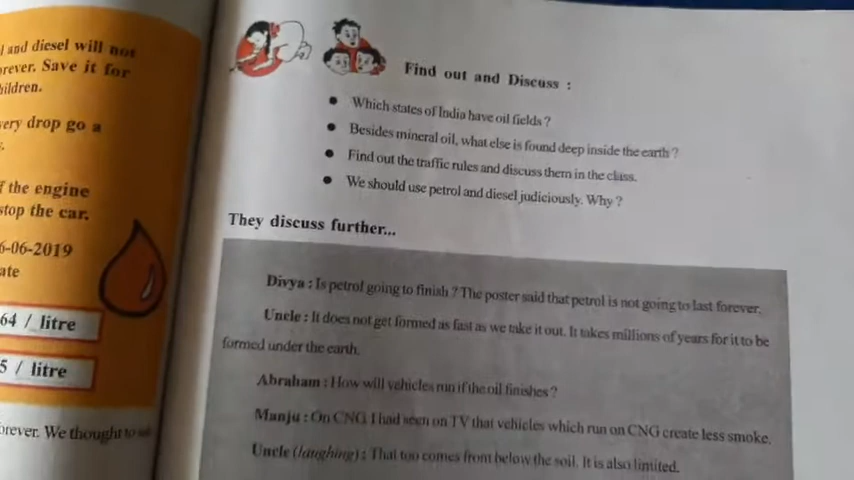 and diesel will not
orever. Save it for
hildren.
very drop go a
f the engine
stop the car.
6-06-2019
ate
64 / litre
5 / litre
orever. We thought to
Find out and Discuss :
● Which states of India have oil fields ?
● Besides mineral oil, what else is found deep inside the earth ?
● Find out the traffic rules and discuss them in the class.
● We should use petrol and diesel judiciously. Why ?
They discuss further...
Divya : Is petrol going to finish ? The poster said that petrol is not going to last forever.
Uncle : It does not get formed as fast as we take it out. It takes millions of years for it to be
formed under the earth.
Abraham : How will vehicles run if the oil finishes ?
Manju : On CNG. I had seen on TV that vehicles which run on CNG create less smoke.
Uncle (laughing) : That too comes from below the soil. It is also limited.